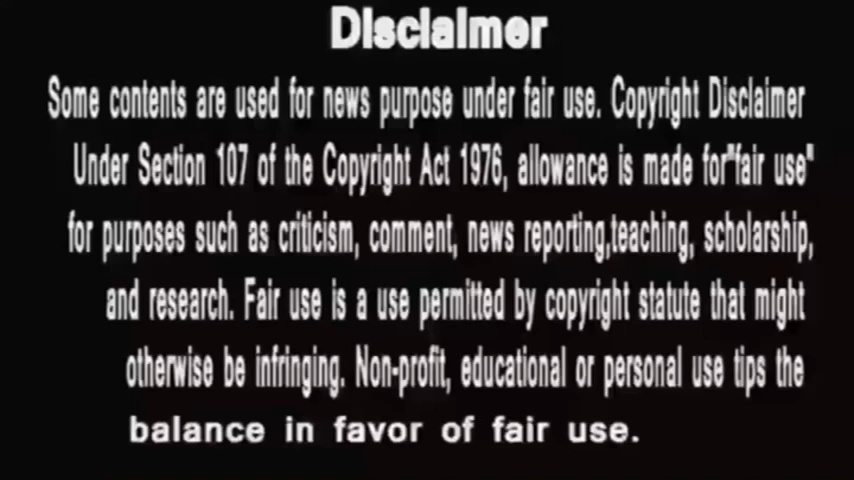 Disclaimer
Some contents are used for news purpose under fair use. Copyright Disclaimer
Under Section 107 of the Copyright Act 1976, allowance is made for"fair use"
for purposes such as criticism, comment, news reporting,teaching, scholarship,
and research. Fair use is a use permitted by copyright statute that might
otherwise be infringing. Non-profit, educational or personal use tips the
balance in favor of fair use.